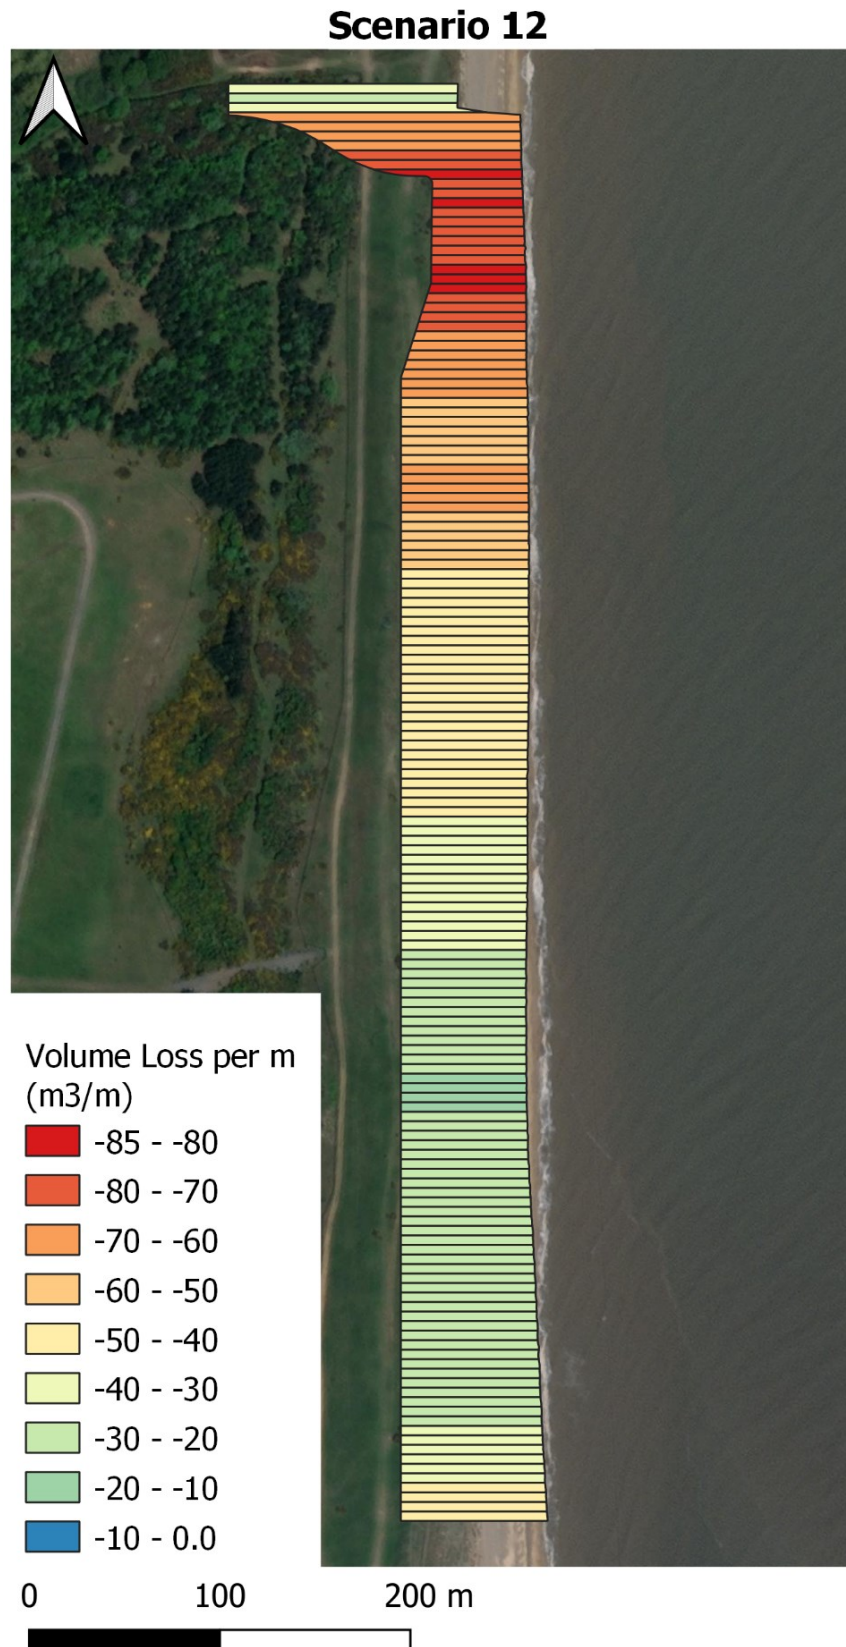 Scenario 12
Volume Loss per m
(m3/m)
-85 - -80
-80 - -70
-70 - -60
-60 - -50
-50 - -40
-40 - -30
-30 - -20
-20 - -10
-10 - 0.0
0 100 200 m